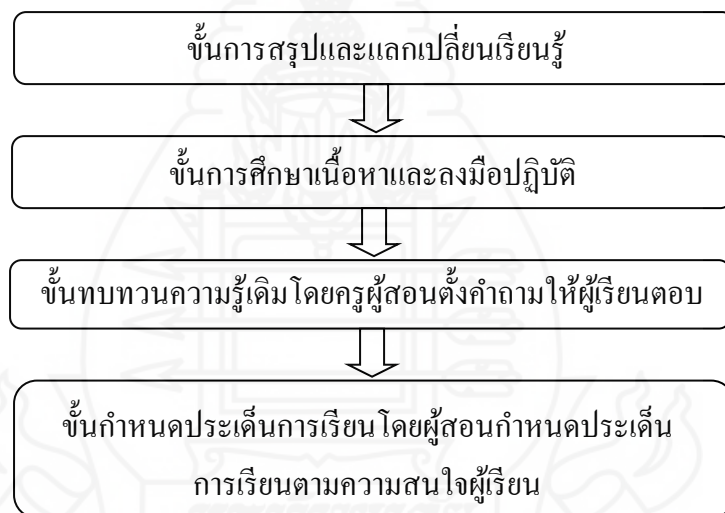 ขั้นการสรุปและแลกเปลี่ยนเรียนรู้
ขั้นการศึกษาเนื้อหาและลงมือปฏิบัติ
ขั้นทบทวนความรู้เดิมโดยครูผู้สอนตั้งคำถามให้ผู้เรียนตอบ
ขั้นกำหนดประเด็นการเรียนโดยผู้สอนกำหนดประเด็น
การเรียนตามความสนใจผู้เรียน